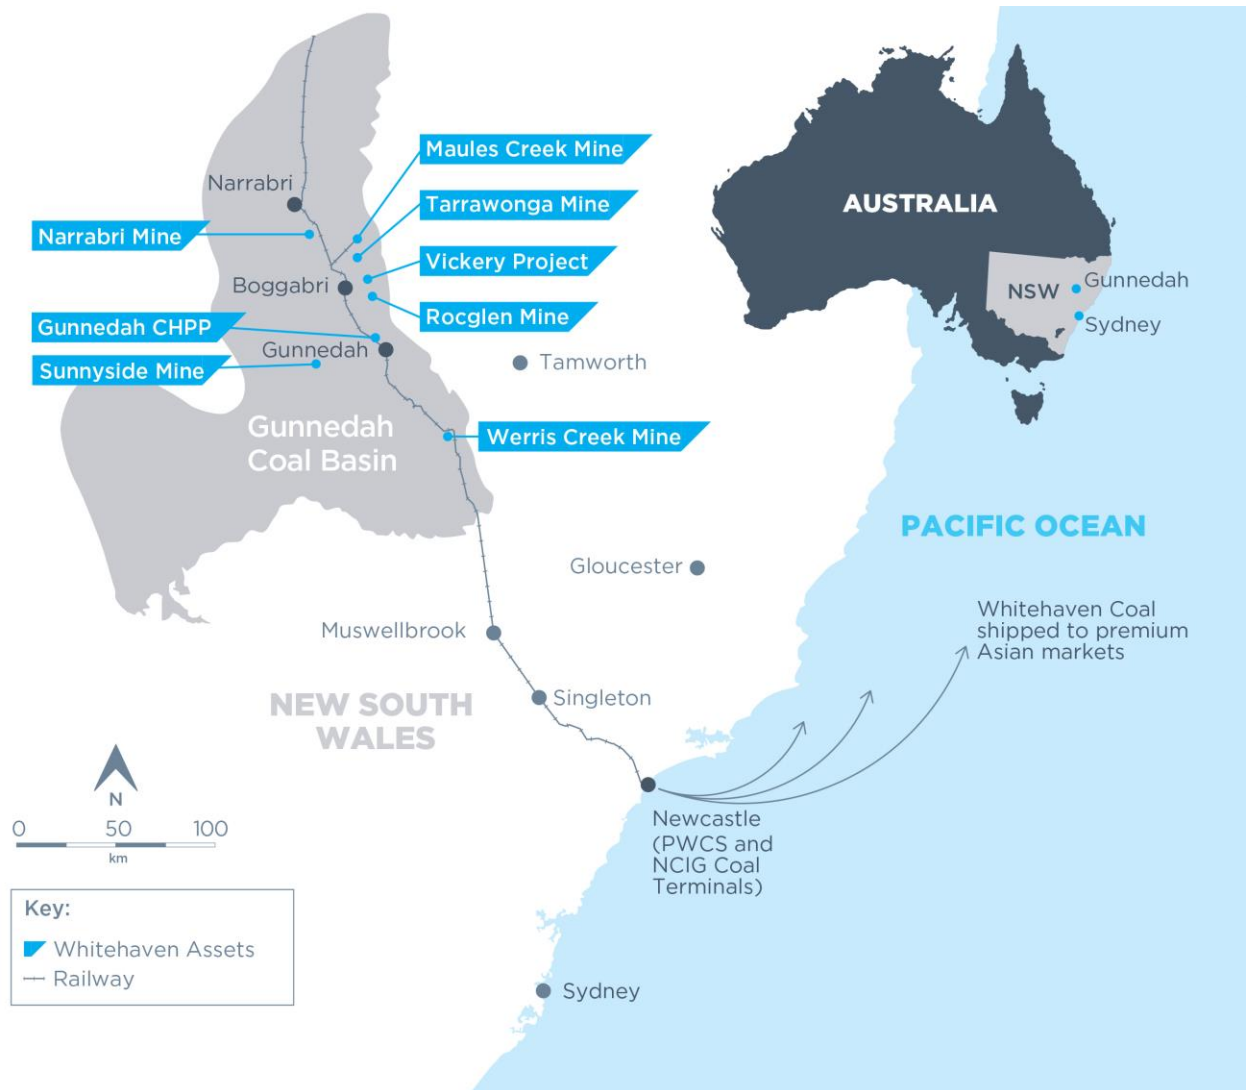 Maules Creek Mine
Narrabri
Tarrawonga Mine
Narrabri Mine
Vickery Project
Boggabri
Rocglen Mine
Gunnedah CHPP
Gunnedah
Sunnyside Mine
Tamworth
Gunnedah
Coal Basin
Werris Creek Mine
AUSTRALIA
NSW
Gunnedah
Sydney
PACIFIC OCEAN
Gloucester
Whitehaven Coal
shipped to premium
Asian markets
Muswellbrook
NEW SOUTH
WALES
Singleton
N
0 50 100
km
Newcastle
(PWCS and
NCIG Coal
Terminals)
Key:
Whitehaven Assets
Railway
Sydney